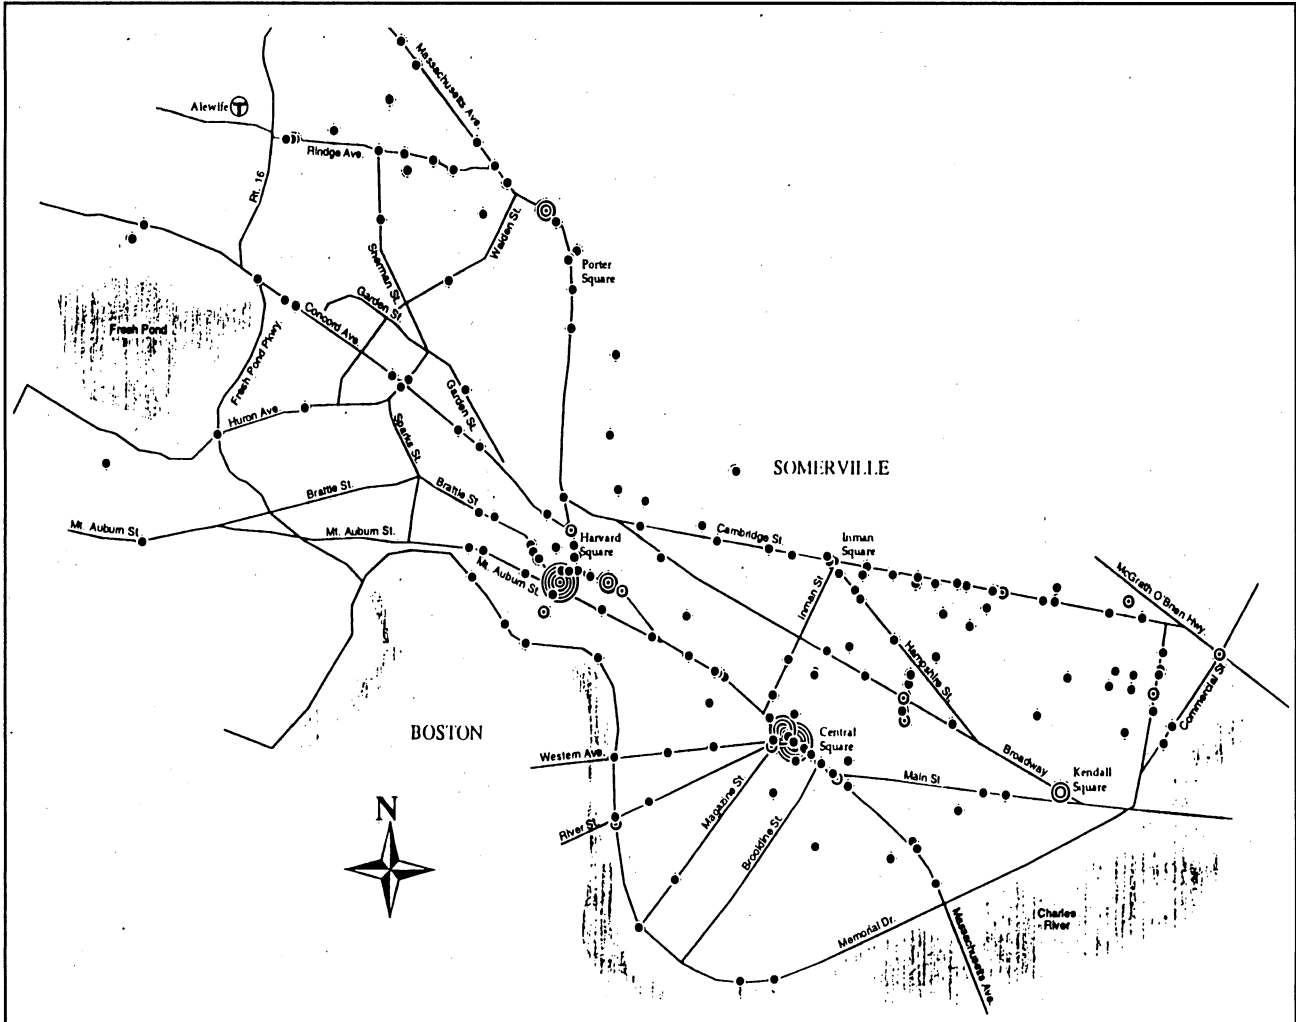 Massachusetts Ave.
Alewife T
Rindge Ave.
Rt. 16
Walden St.
Sherman St.
Porter
Square
Garden St.
Concord Ave.
Fresh Pond
Fresh Pond Pkwy.
Garden St.
Huron Ave.
Sparks St.
SOMERVILLE
Brattle St.
Brattle St.
Mt. Auburn St.
Mt. Auburn St.
Cambridge St.
Harvard
Square
Inman
Square
Mt. Auburn St.
McGrath O'Brien Hwy.
Inman St
Hampshire St.
Commercial St
BOSTON
Central
Square
Western Ave.
Broadway
Main St
Kendall
Square
Magazine St.
River St.
Brookline St.
N
Memorial Dr.
Massachusetts Ave.
Charles
River